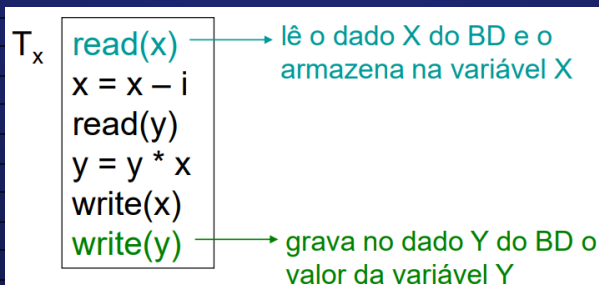 Tx read(x) lê o dado X do BD e o
armazena na variável X
x = x – i
read(y)
y = y * x
write(x)
write(y) grava no dado Y do BD o
valor da variável Y